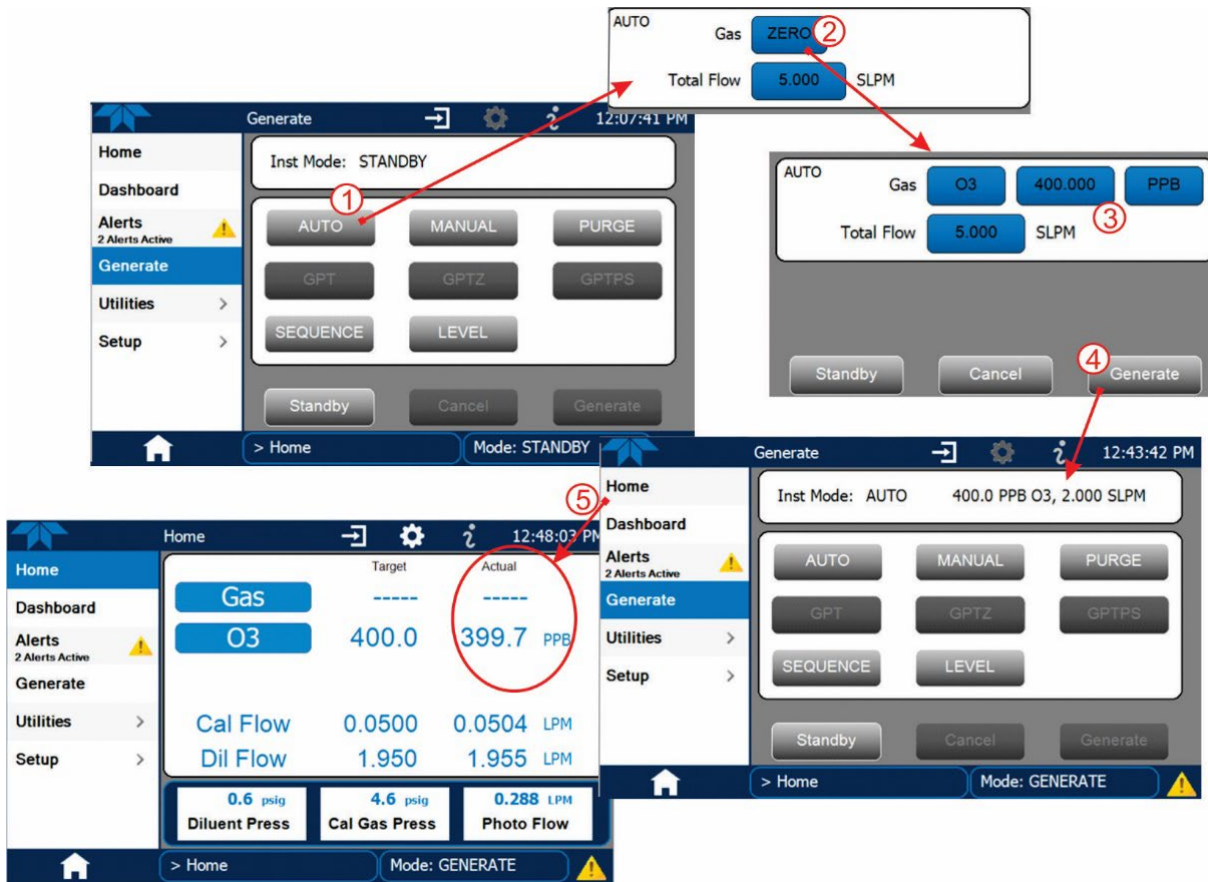 AUTO
Gas ZERO 2
Total Flow 5.000 SLPM
Generate 12:07:41 PM
Home
Dashboard
Alerts
2 Alerts Active
Generate
Utilities >
Setup >
Inst Mode: STANDBY
1
AUTO MANUAL PURGE
GPT GPTZ GPTPS
SEQUENCE LEVEL
Standby Cancel Generate
> Home Mode: STANDBY
AUTO
Gas O3 400.000 PPB
3
Total Flow 5.000 SLPM
4
Standby Cancel Generate
Generate 12:43:42 PM
5
Home
Dashboard
Alerts
2 Alerts Active
Generate
Utilities >
Setup >
Inst Mode: AUTO 400.0 PPB O3, 2.000 SLPM
AUTO MANUAL PURGE
GPT GPTZ GPTPS
SEQUENCE LEVEL
Standby Cancel Generate
> Home Mode: GENERATE
Home 12:48:03 PM
Home
Dashboard
Alerts
2 Alerts Active
Generate
Utilities >
Setup >
Target Actual
Gas ----- -----
O3 400.0 399.7 PPB
Cal Flow 0.0500 0.0504 LPM
Dil Flow 1.950 1.955 LPM
0.6 psig 4.6 psig 0.288 LPM
Diluent Press Cal Gas Press Photo Flow
> Home Mode: GENERATE